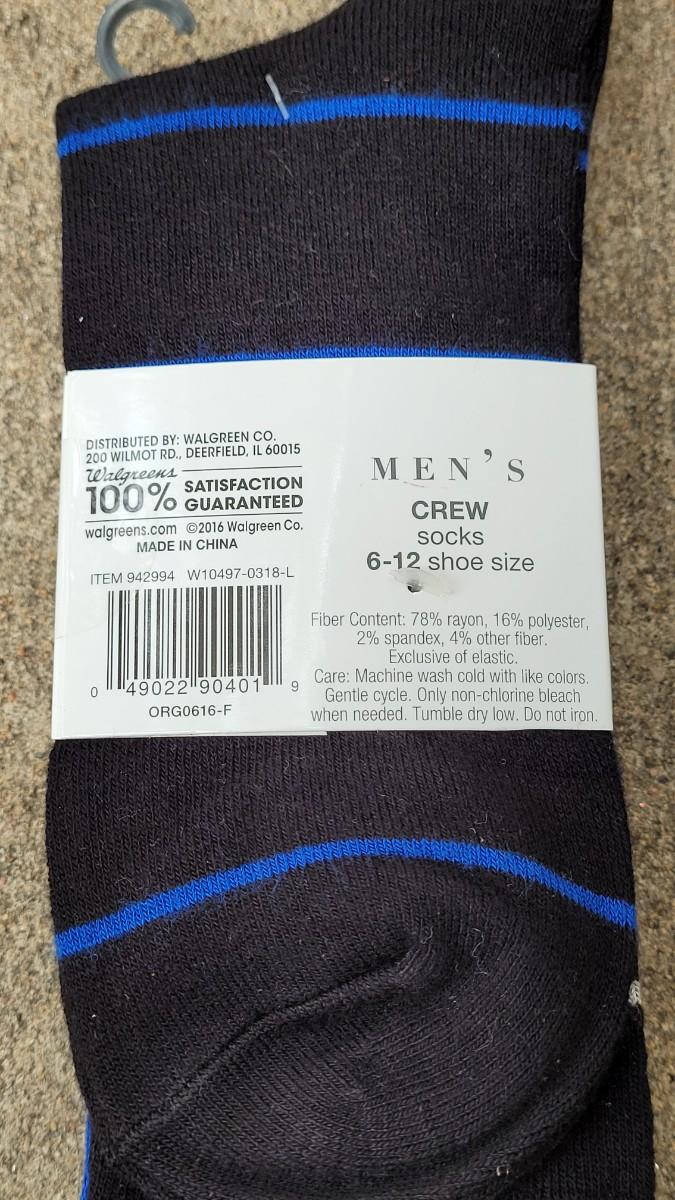 DISTRIBUTED BY: WALGREEN CO.
200 WILMOT RD., DEERFIELD, IL 60015
Walgreens
100% SATISFACTION GUARANTEED
walgreens.com ©2016 Walgreen Co.
MADE IN CHINA
ITEM 942994 W10497-0318-L
0 49022 90401 9
ORG0616-F
MEN'S
CREW
socks
6-12 shoe size
Fiber Content: 78% rayon, 16% polyester,
2% spandex, 4% other fiber.
Exclusive of elastic.
Care: Machine wash cold with like colors.
Gentle cycle. Only non-chlorine bleach
when needed. Tumble dry low. Do not iron.